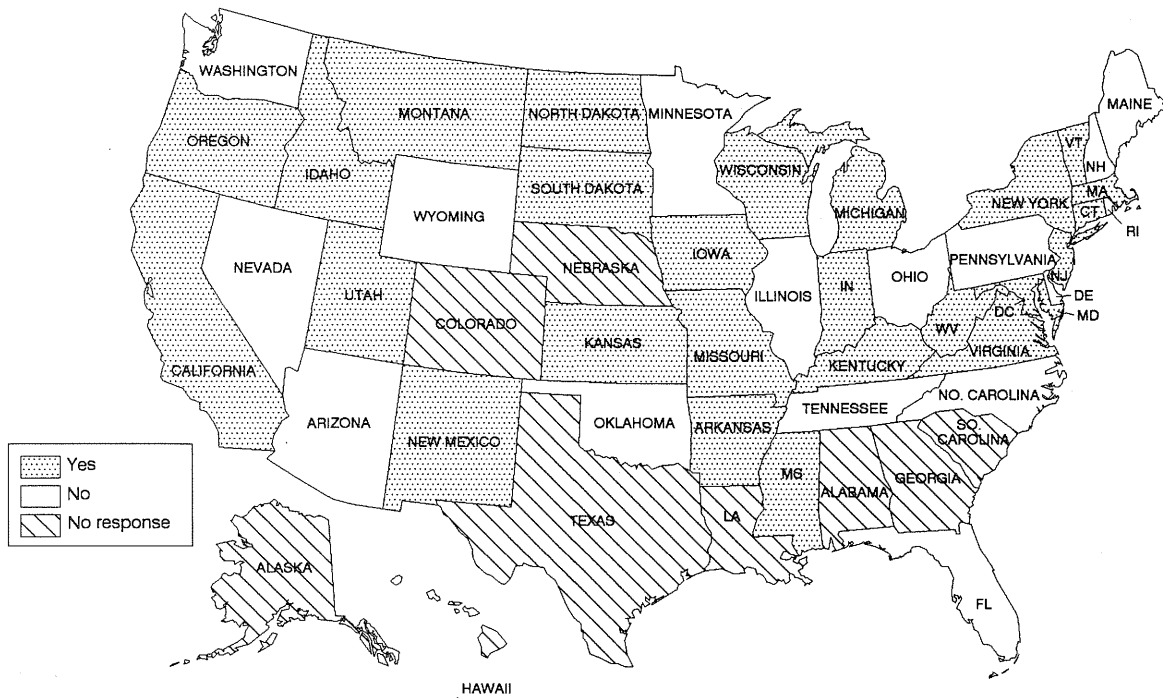 WASHINGTON
MONTANA
NORTH DAKOTA
MINNESOTA
MAINE
OREGON
IDAHO
SOUTH DAKOTA
WISCONSIN
MI
MICHIGAN
VT
NH
MA
NEW YORK
CT
RI
WYOMING
NEVADA
UTAH
COLORADO
NEBRASKA
IOWA
ILLINOIS
IN
OHIO
PENNSYLVANIA
NJ
DE
MD
DC
WV
VIRGINIA
CALIFORNIA
KANSAS
MISSOURI
KENTUCKY
ARIZONA
NEW MEXICO
OKLAHOMA
ARKANSAS
TENNESSEE
NO. CAROLINA
SO.
CAROLINA
MS
ALABAMA
GEORGIA
TEXAS
LA
FL
ALASKA
HAWAII
Yes
No
No response